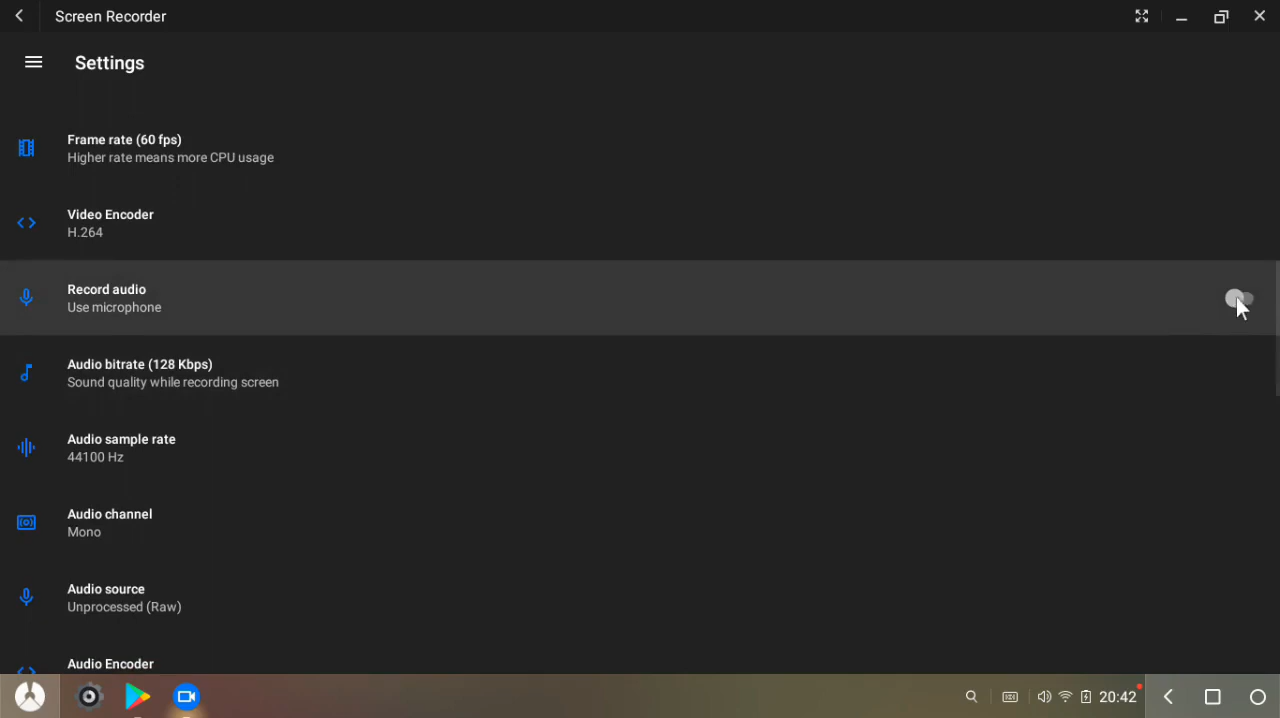 Screen Recorder
Settings
Frame rate (60 fps)
Higher rate means more CPU usage
Video Encoder
H.264
Record audio
Use microphone
Audio bitrate (128 Kbps)
Sound quality while recording screen
Audio sample rate
44100 Hz
Audio channel
Mono
Audio source
Unprocessed (Raw)
Audio Encoder
20:42